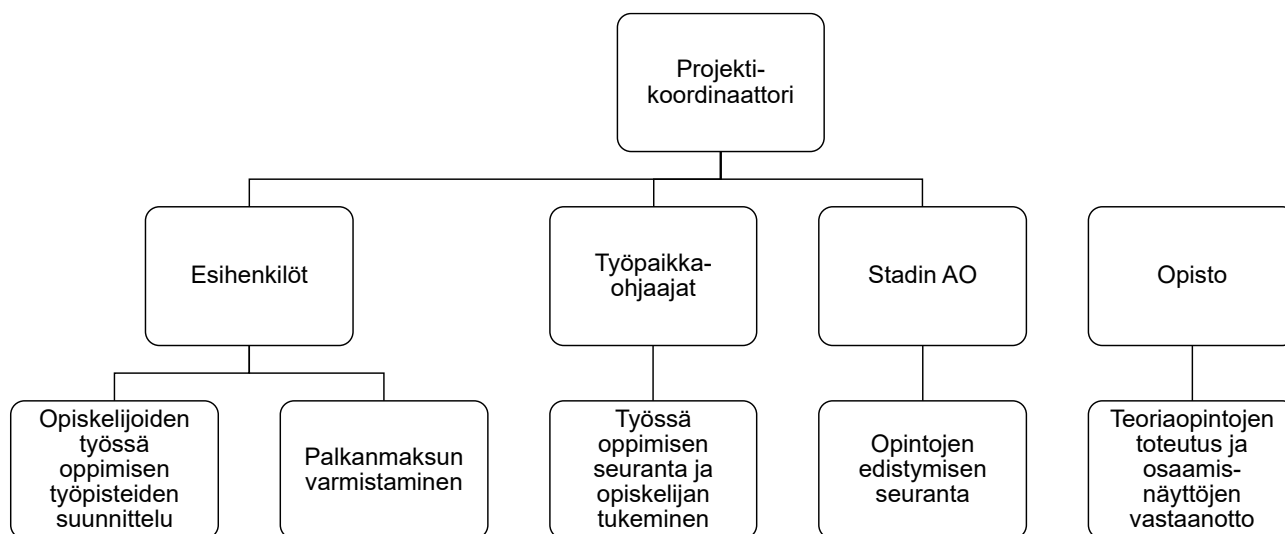 Projekti-
koordinaattori
Esihenkilöt
Työpaikka-
ohjaajat
Stadin AO
Opisto
Opiskelijoiden
työssä
oppimisen
työpisteiden
suunnittelu
Palkanmaksun
varmistaminen
Työssä
oppimisen
seuranta ja
opiskelijan
tukeminen
Opintojen
edistymisen
seuranta
Teoriaopintojen
toteutus ja
osaamis-
näyttöjen
vastaanotto